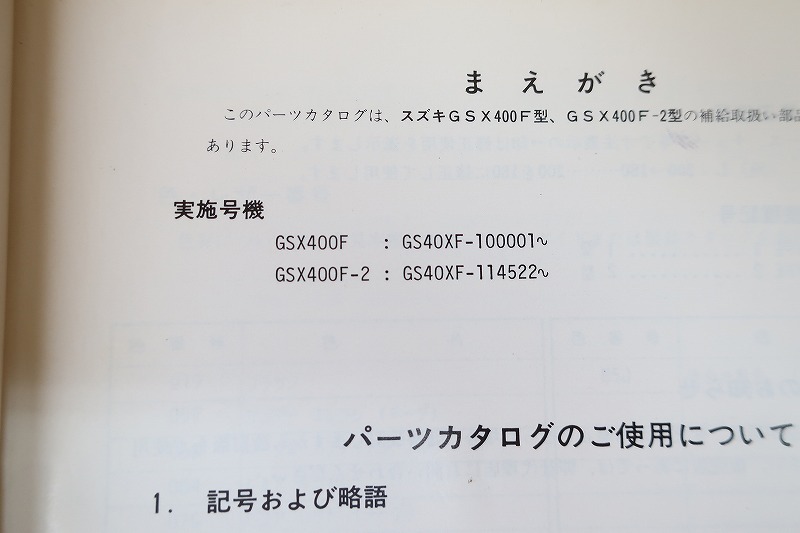 まえがき
このパーツカタログは、スズキGSX400F型、GSX400F-2型の補給取扱い部品
あります。
実施号機
GSX400F : GS40XF-100001~
GSX400F-2 : GS40XF-114522~
パーツカタログのご使用について
1. 記号および略語